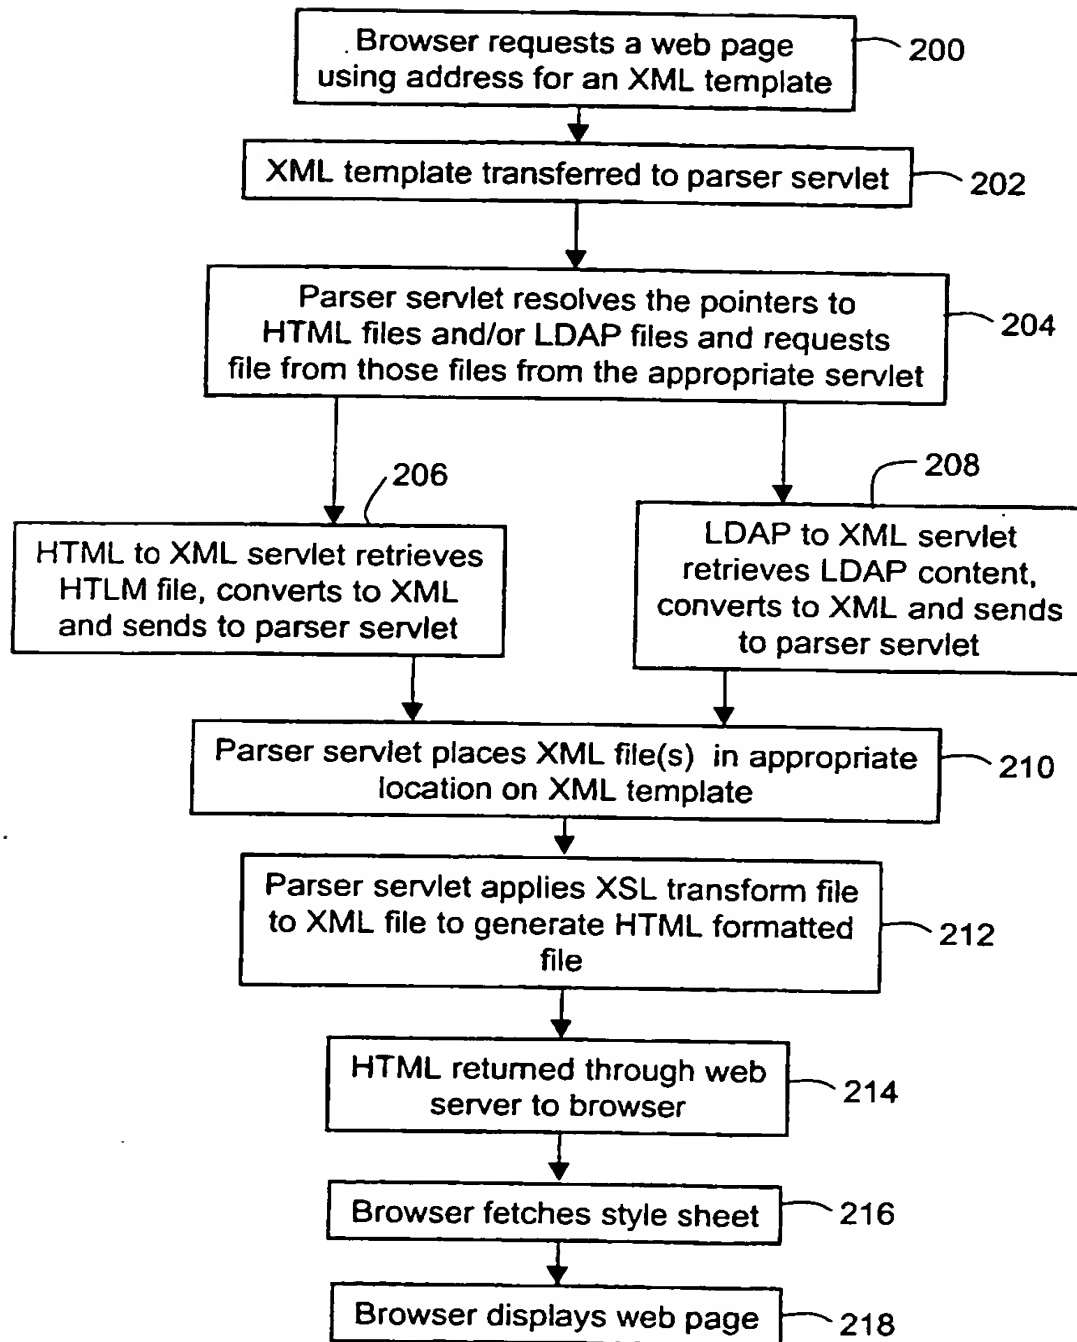 Browser requests a web page
using address for an XML template
200
XML template transferred to parser servlet
202
Parser servlet resolves the pointers to
HTML files and/or LDAP files and requests
file from those files from the appropriate servlet
204
206
HTML to XML servlet retrieves
HTLM file, converts to XML
and sends to parser servlet
208
LDAP to XML servlet
retrieves LDAP content,
converts to XML and sends
to parser servlet
Parser servlet places XML file(s) in appropriate
location on XML template
210
Parser servlet applies XSL transform file
to XML file to generate HTML formatted
file
212
HTML returned through web
server to browser
214
Browser fetches style sheet
216
Browser displays web page
218